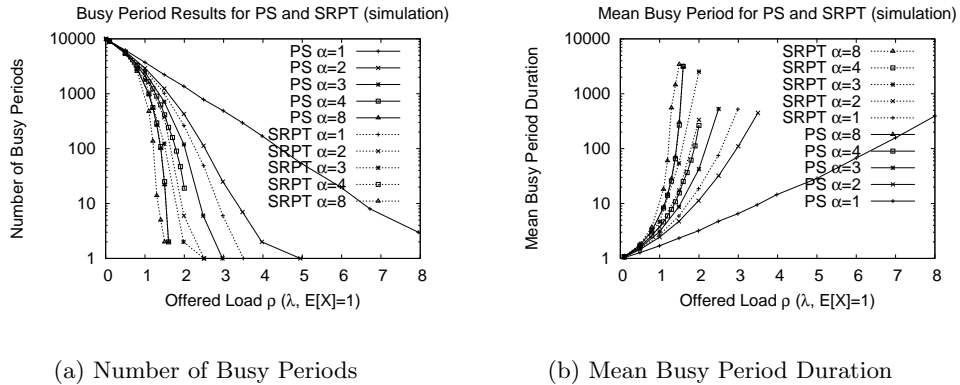 Busy Period Results for PS and SRPT (simulation)
Number of Busy Periods
10000
1000
100
10
1
0 1 2 3 4 5 6 7 8
PS α=1
PS α=2
PS α=3
PS α=4
PS α=8
SRPT α=1
SRPT α=2
SRPT α=3
SRPT α=4
SRPT α=8
Offered Load ρ (λ, E[X]=1)
(a) Number of Busy Periods
Mean Busy Period for PS and SRPT (simulation)
Mean Busy Period Duration
10000
1000
100
10
1
0 1 2 3 4 5 6 7 8
SRPT α=8
SRPT α=4
SRPT α=3
SRPT α=2
SRPT α=1
PS α=8
PS α=4
PS α=3
PS α=2
PS α=1
Offered Load ρ (λ, E[X]=1)
(b) Mean Busy Period Duration